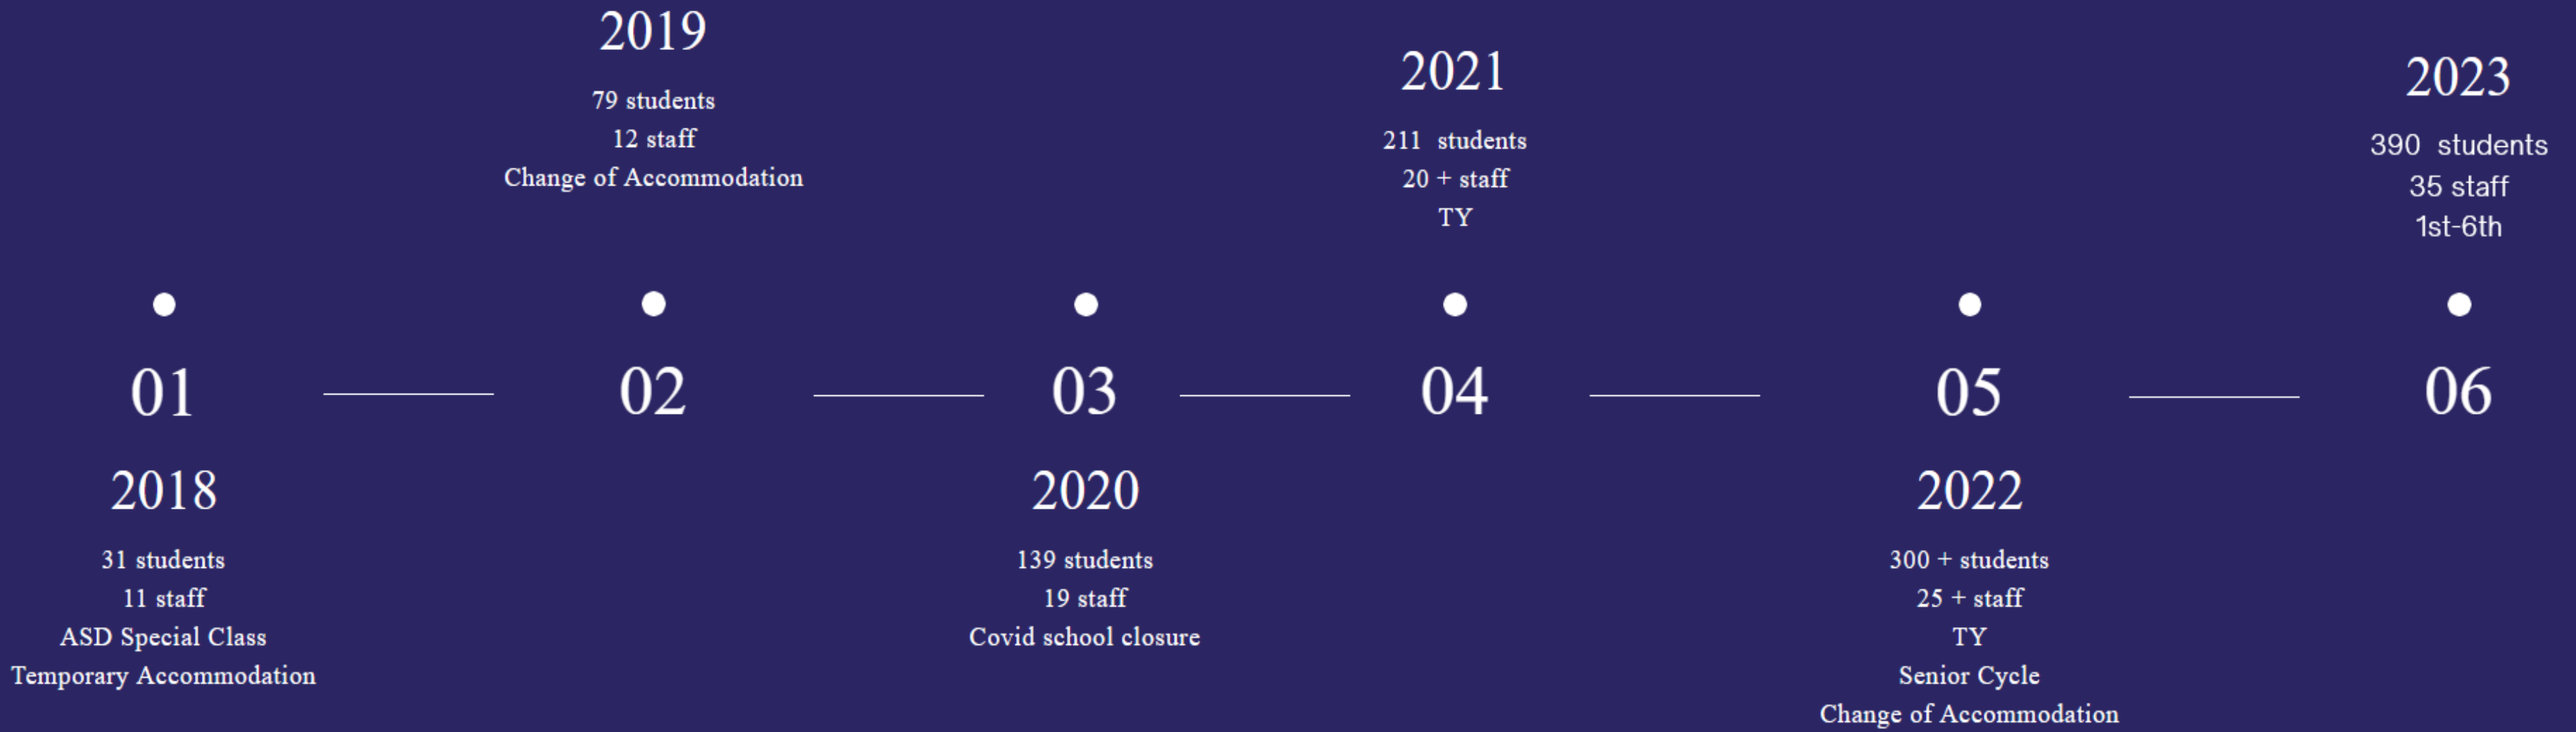 01
2018
31 students
11 staff
ASD Special Class
Temporary Accommodation
2019
79 students
12 staff
Change of Accommodation
02
03
2020
139 students
19 staff
Covid school closure
2021
211 students
20 + staff
TY
04
05
2022
300 + students
25 + staff
TY
Senior Cycle
Change of Accommodation
2023
390 students
35 staff
1st-6th
06